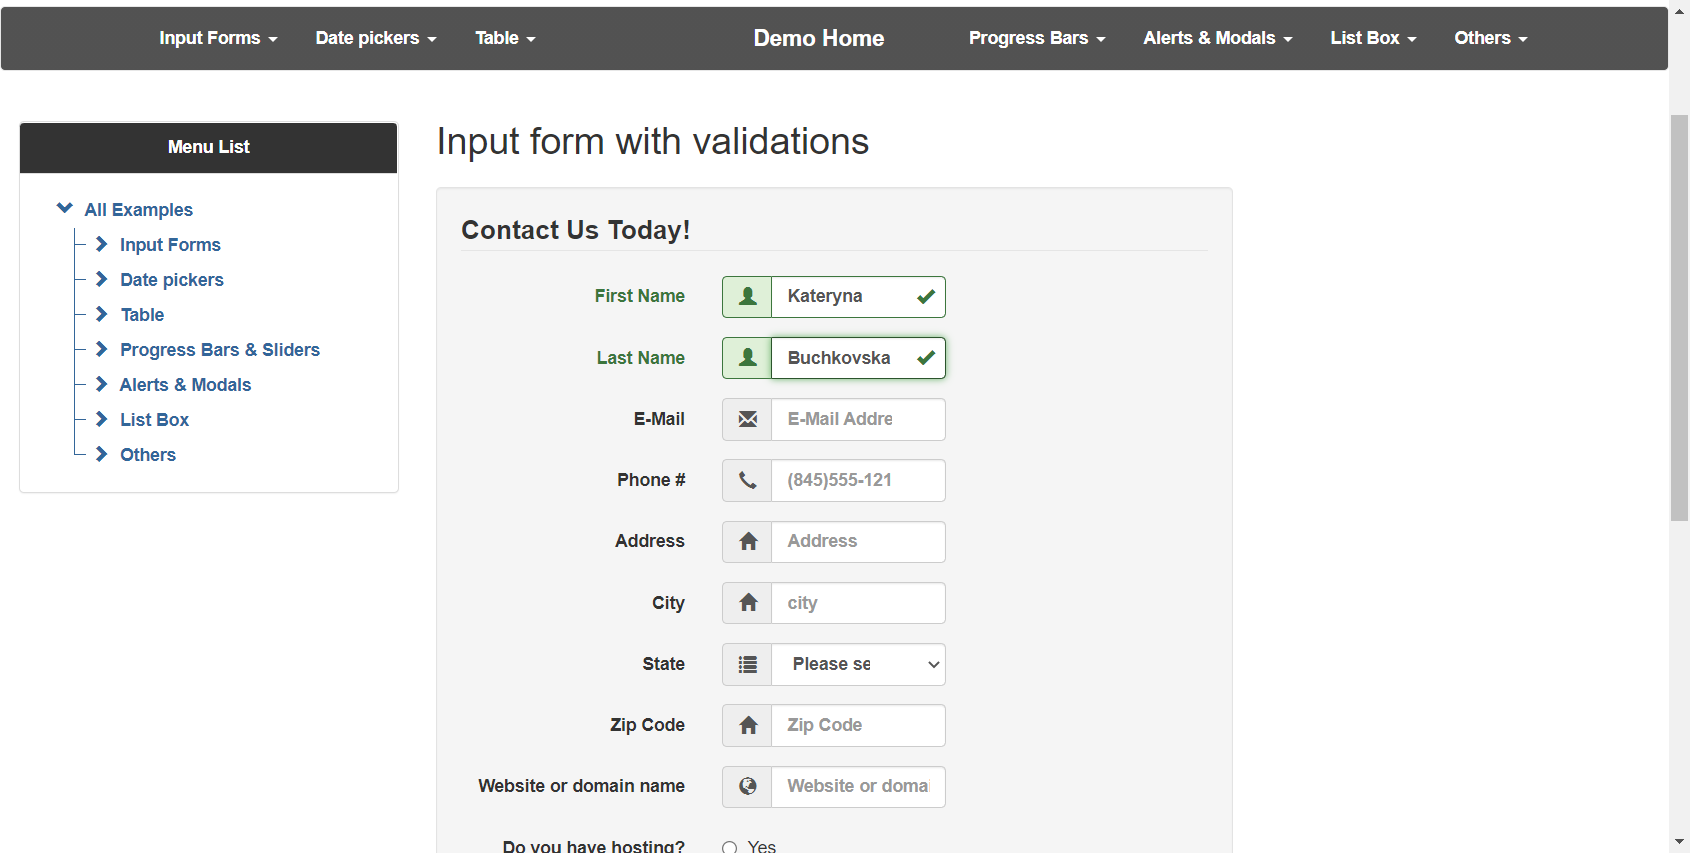 Input Forms Date pickers Table Demo Home Progress Bars Alerts & Modals List Box Others
Menu List
All Examples
Input Forms
Date pickers
Table
Progress Bars & Sliders
Alerts & Modals
List Box
Others
Input form with validations
Contact Us Today!
First Name Kateryna
Last Name Buchkovska
E-Mail E-Mail Addre
Phone # (845)555-121
Address Address
City city
State Please se
Zip Code Zip Code
Website or domain name Website or domai
Do you have hosting? Yes